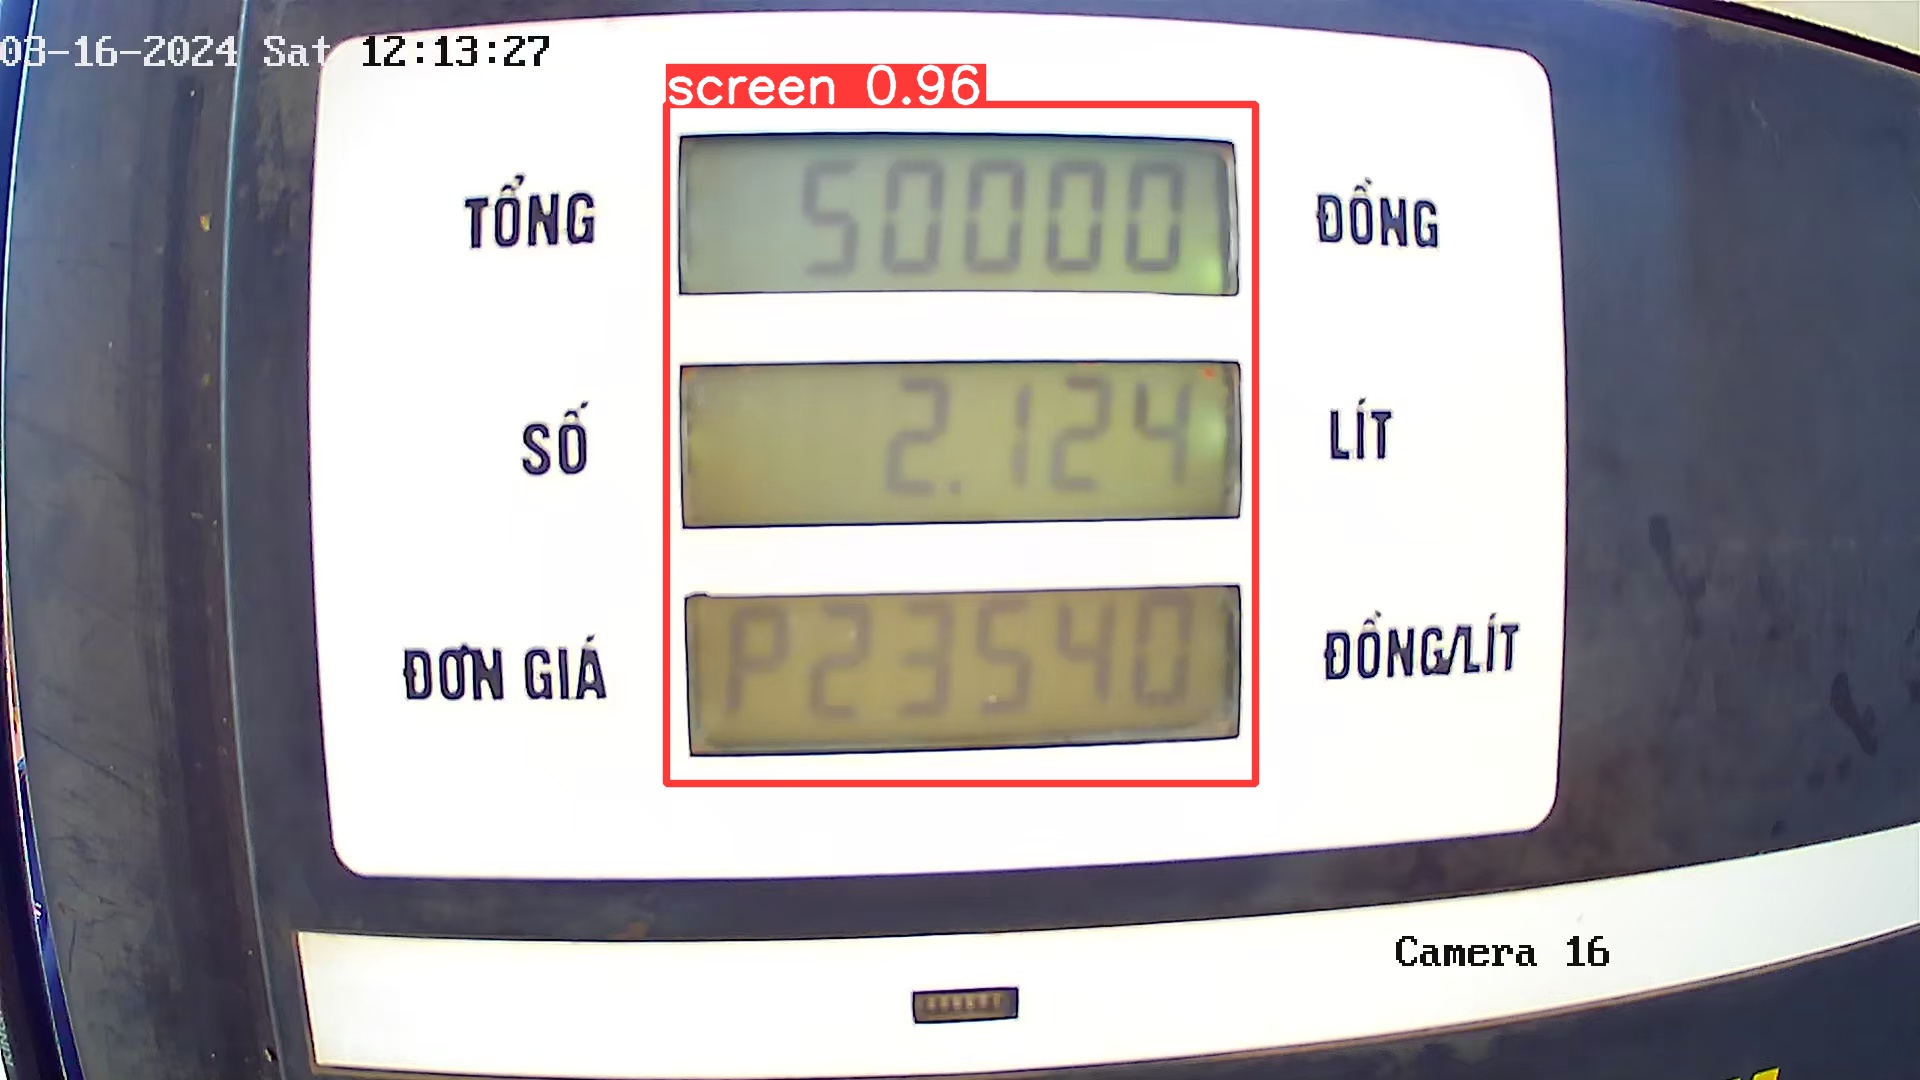 03-16-2024 Sat 12:13:27
screen 0.96
TỔNG 50000 ĐỒNG
SỐ 2.124 LÍT
ĐƠN GIÁ P23540 ĐỒNG/LÍT
Camera 16